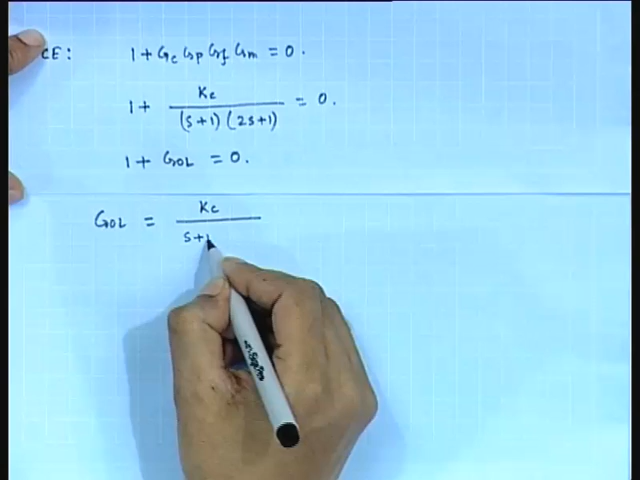 CE: 1 + Gc Gp Gf Gm = 0.
1 + Kc / (s+1) (2s+1) = 0.
1 + GOL = 0.
GOL = Kc / s+1